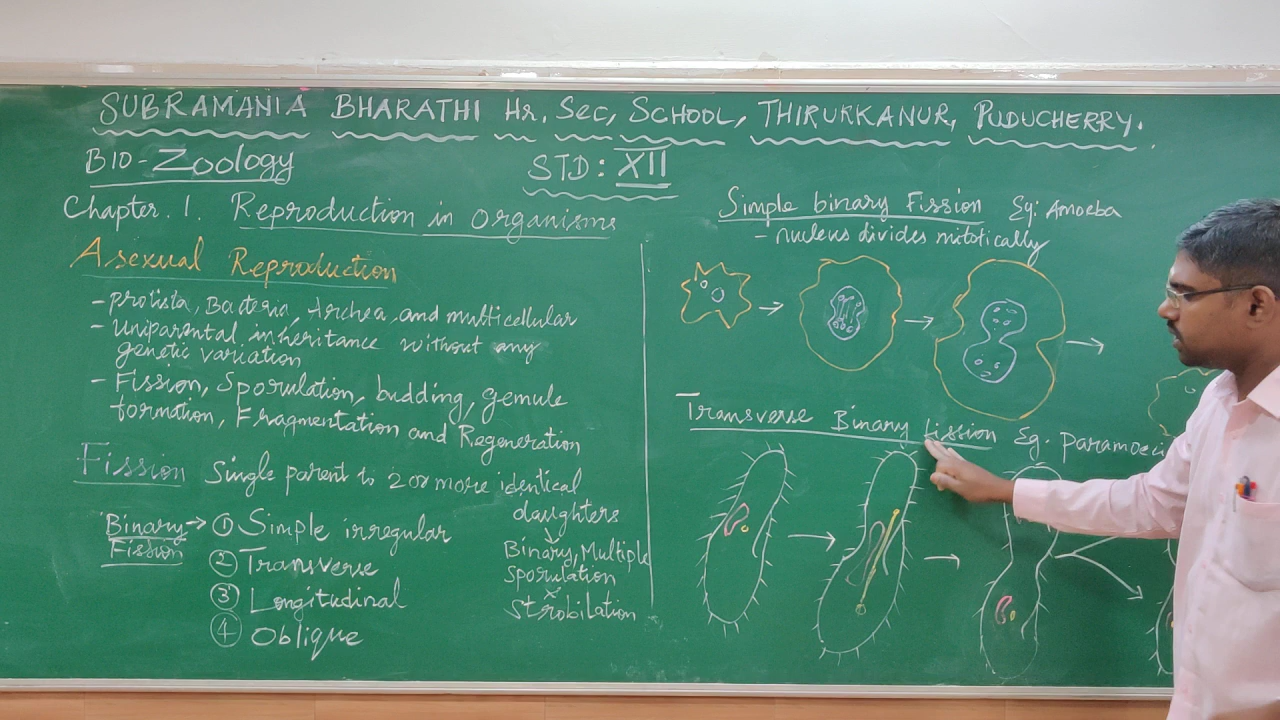 SUBRAMANIA BHARATHI Hr. Sec, SCHOOL, THIRUKKANUR, PUDUCHERRY.
BIO-Zoology
STD: XII
Chapter. 1. Reproduction in organisms
Asexual Reproduction
- protista, Bacteria, Archea and multicellular
- Uniparental inheritance without any
genetic variation
- Fission, Sporulation, budding, gemule
formation, Fragmentation and Regeneration
Fission Single parent to 2 or more identical
daughters
Binary, Multiple
sporulation
strobilation
Binary → ① Simple irregular
Fission
② Transverse
③ Longitudinal
④ Oblique
Simple binary Fission Eg: Amoeba
- nucleus divides mitotically
Transverse Binary fission Eg. paramoeci